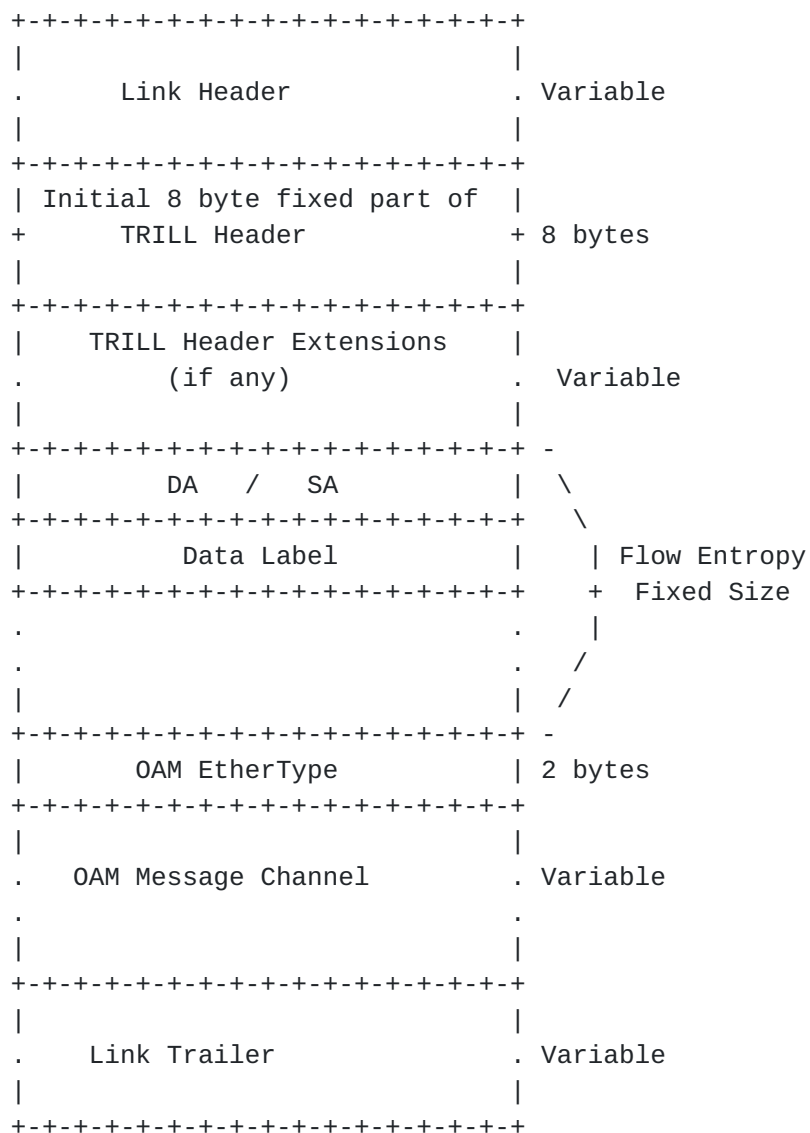 +-+-+-+-+-+-+-+-+-+-+-+-+-+-+-+-+
|                               |
.      Link Header              . Variable
|                               |
+-+-+-+-+-+-+-+-+-+-+-+-+-+-+-+-+
| Initial 8 byte fixed part of  |
+      TRILL Header             + 8 bytes
|                               |
+-+-+-+-+-+-+-+-+-+-+-+-+-+-+-+-+
|    TRILL Header Extensions    |
.         (if any)              .  Variable
|                               |
+-+-+-+-+-+-+-+-+-+-+-+-+-+-+-+-+ -
|         DA   /   SA           |  \
+-+-+-+-+-+-+-+-+-+-+-+-+-+-+-+-+   \
|          Data Label           |    | Flow Entropy
+-+-+-+-+-+-+-+-+-+-+-+-+-+-+-+-+    +  Fixed Size
.                               .    |
.                               .   /
|                               |  /
+-+-+-+-+-+-+-+-+-+-+-+-+-+-+-+-+ -
|       OAM EtherType           | 2 bytes
+-+-+-+-+-+-+-+-+-+-+-+-+-+-+-+-+
|                               |
.   OAM Message Channel         . Variable
.                               .
|                               |
+-+-+-+-+-+-+-+-+-+-+-+-+-+-+-+-+
|                               |
.    Link Trailer               . Variable
|                               |
+-+-+-+-+-+-+-+-+-+-+-+-+-+-+-+-+